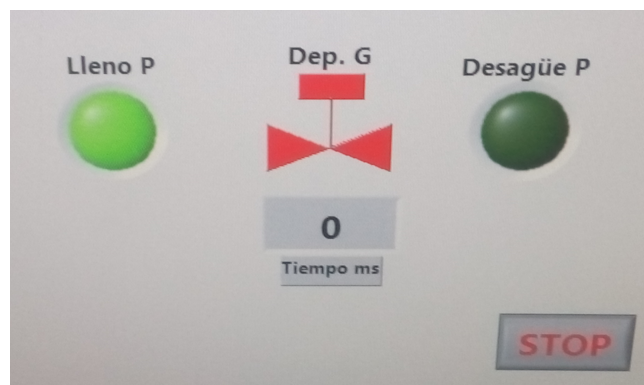 Lleno P
Dep. G
Desagüe P
0
Tiempo ms
STOP